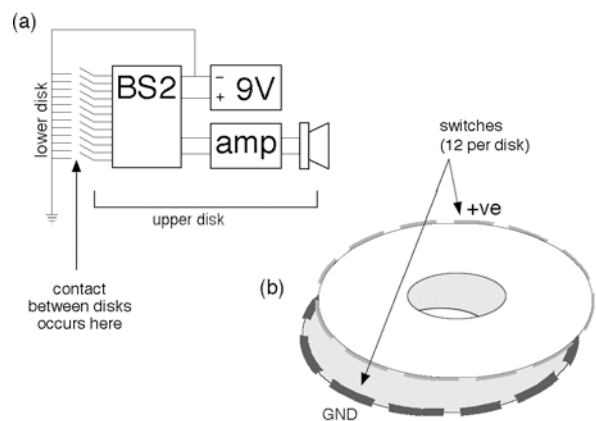 (a)
lower disk
BS2
−
+
9V
amp
upper disk
contact
between disks
occurs here
switches
(12 per disk)
+ve
(b)
GND